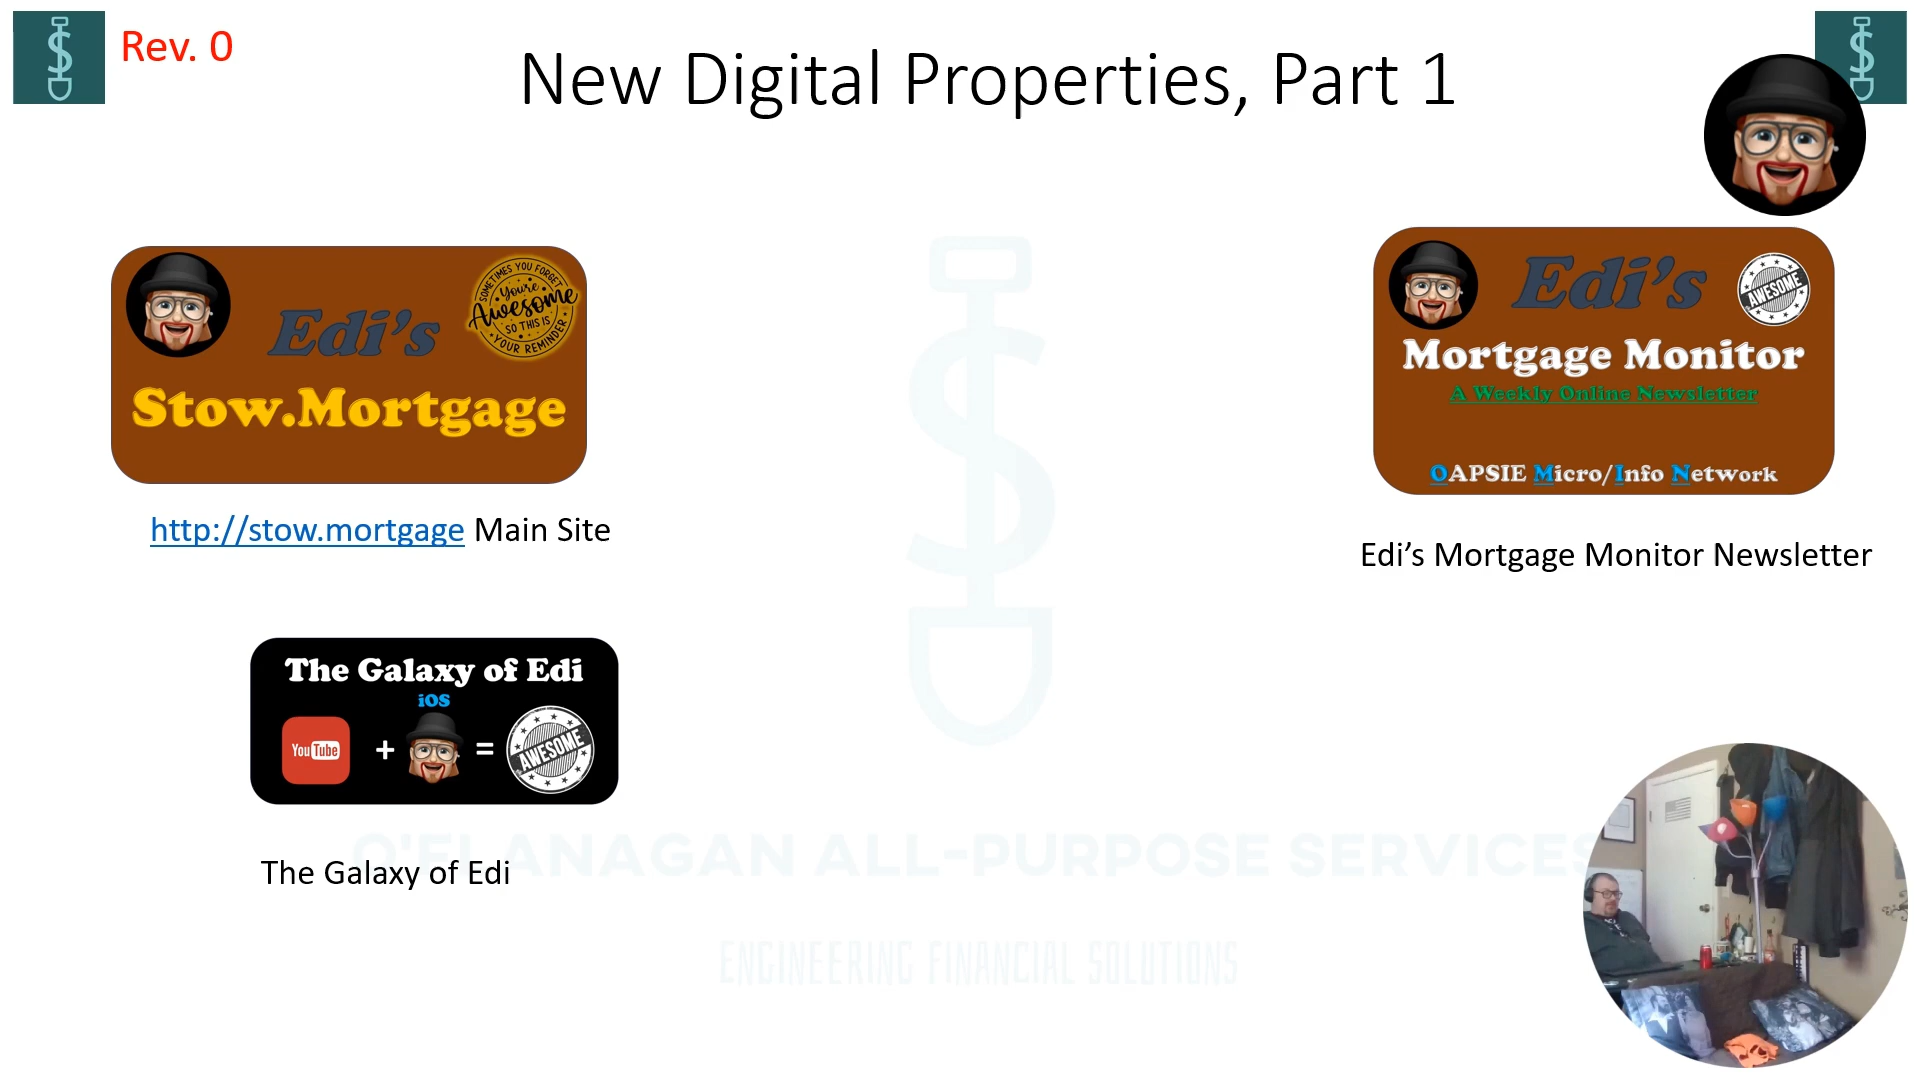 Rev. 0
New Digital Properties, Part 1
Edi's
SOMETIMES YOU FORGET
You're
Awesome
SO THIS IS
YOUR REMINDER
Stow.Mortgage
http://stow.mortgage Main Site
Edi's
AWESOME
Mortgage Monitor
A Weekly Online Newsletter
OAPSIE Micro/Info Network
Edi's Mortgage Monitor Newsletter
The Galaxy of Edi
iOS
YouTube + = AWESOME
The Galaxy of Edi
O'FLANAGAN ALL-PURPOSE SERVICES
ENGINEERING FINANCIAL SOLUTIONS